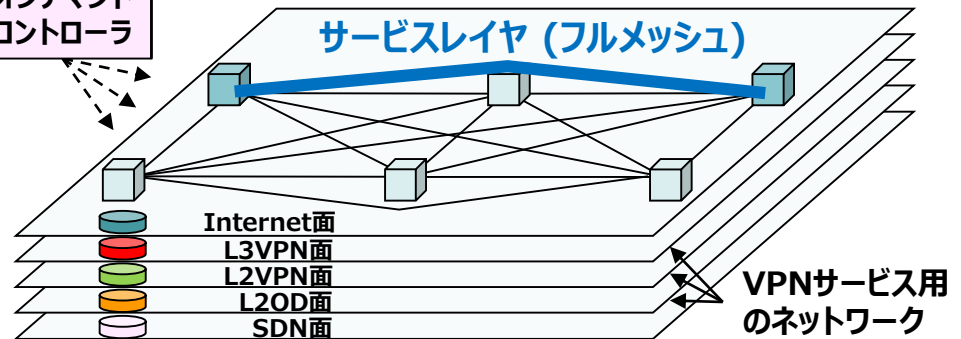 コントローラ
サービスレイヤ (フルメッシュ)
Internet面
L3VPN面
L2VPN面
L2OD面
SDN面
VPNサービス用
のネットワーク